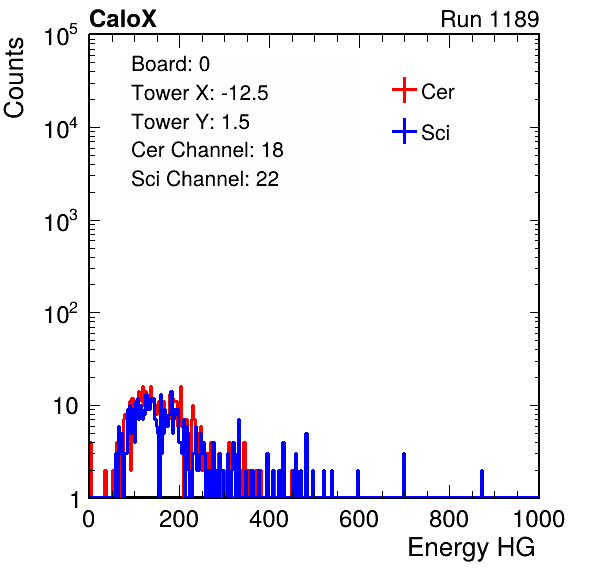 CaloX Run 1189
Counts
Board: 0
Tower X: -12.5
Tower Y: 1.5
Cer Channel: 18
Sci Channel: 22
Cer
Sci
10^5
10^4
10^3
10^2
10
1
0 200 400 600 800 1000
Energy HG